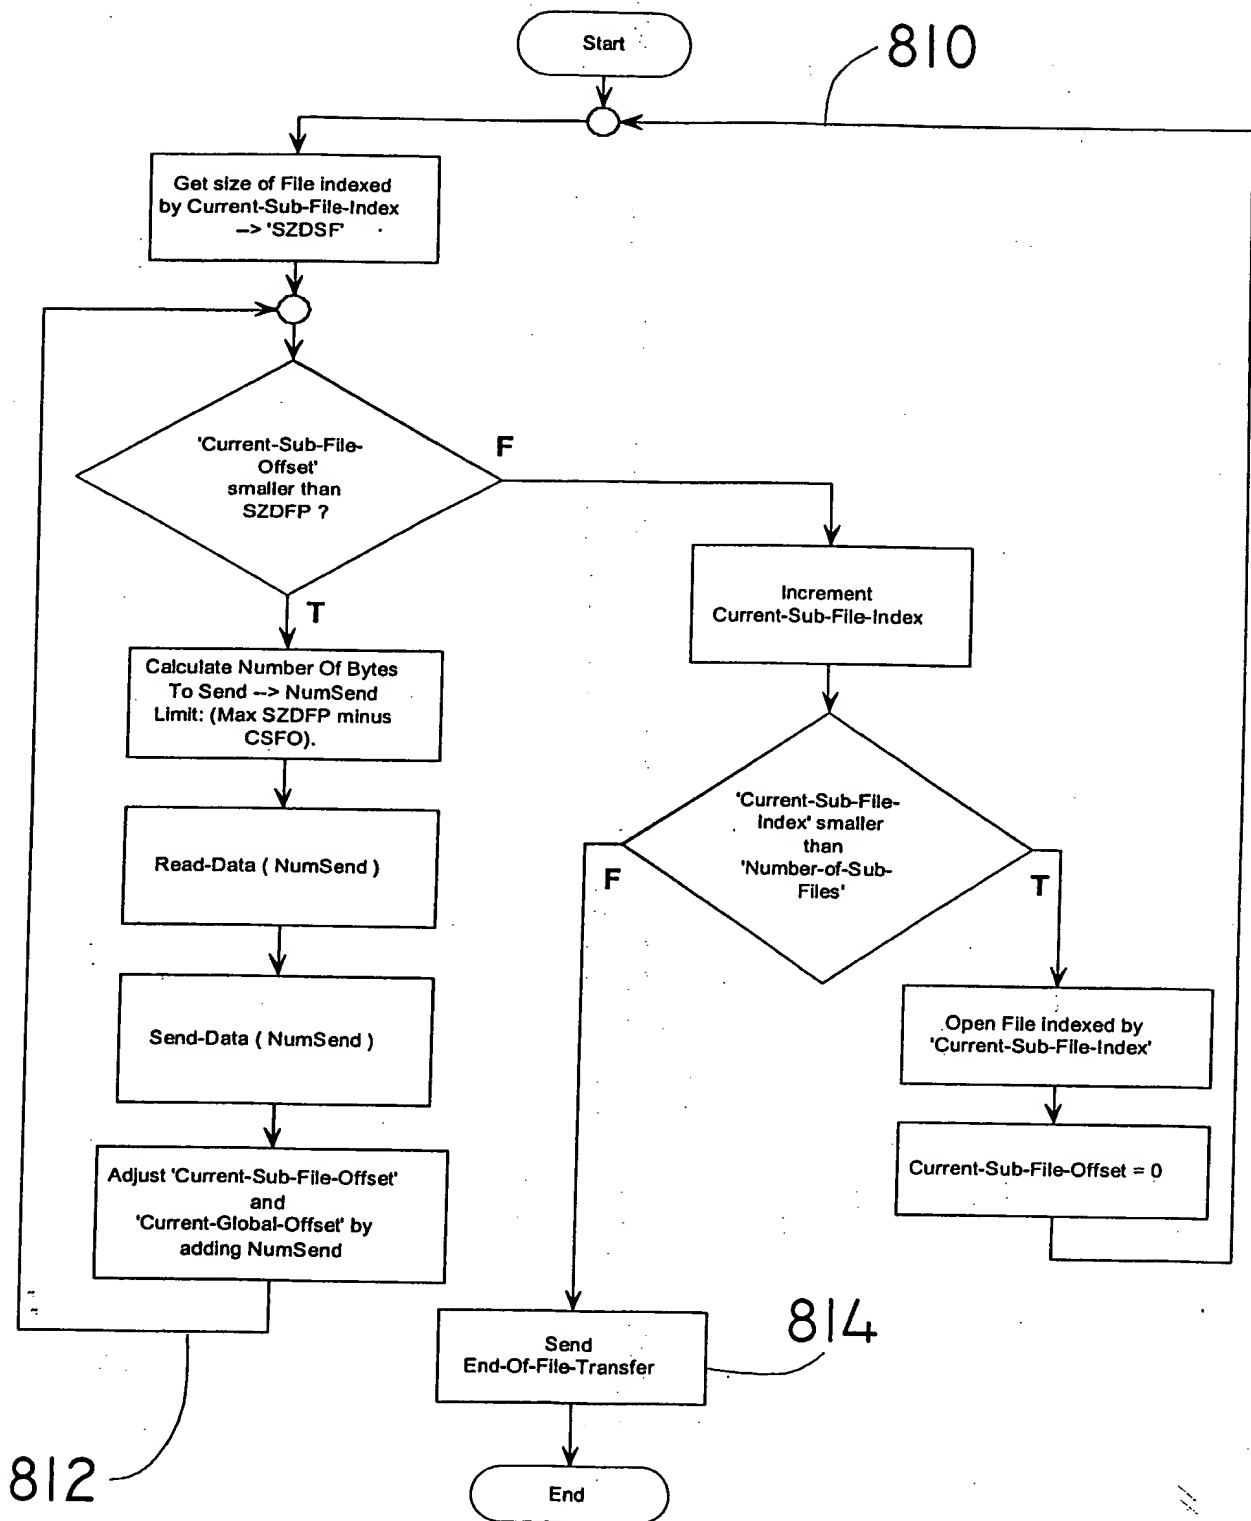 Start
810
Get size of File indexed
by Current-Sub-File-Index
--> 'SZDSF'
'Current-Sub-File-
Offset'
smaller than
SZDFP ?
F
T
Calculate Number Of Bytes
To Send --> NumSend
Limit: (Max SZDFP minus
CSFO).
Read-Data ( NumSend )
Send-Data ( NumSend )
Adjust 'Current-Sub-File-Offset'
and
'Current-Global-Offset' by
adding NumSend
812
Increment
Current-Sub-File-Index
'Current-Sub-File-
Index' smaller
than
'Number-of-Sub-
Files'
F
T
Open File indexed by
'Current-Sub-File-Index'
Current-Sub-File-Offset = 0
Send
End-Of-File-Transfer
814
End